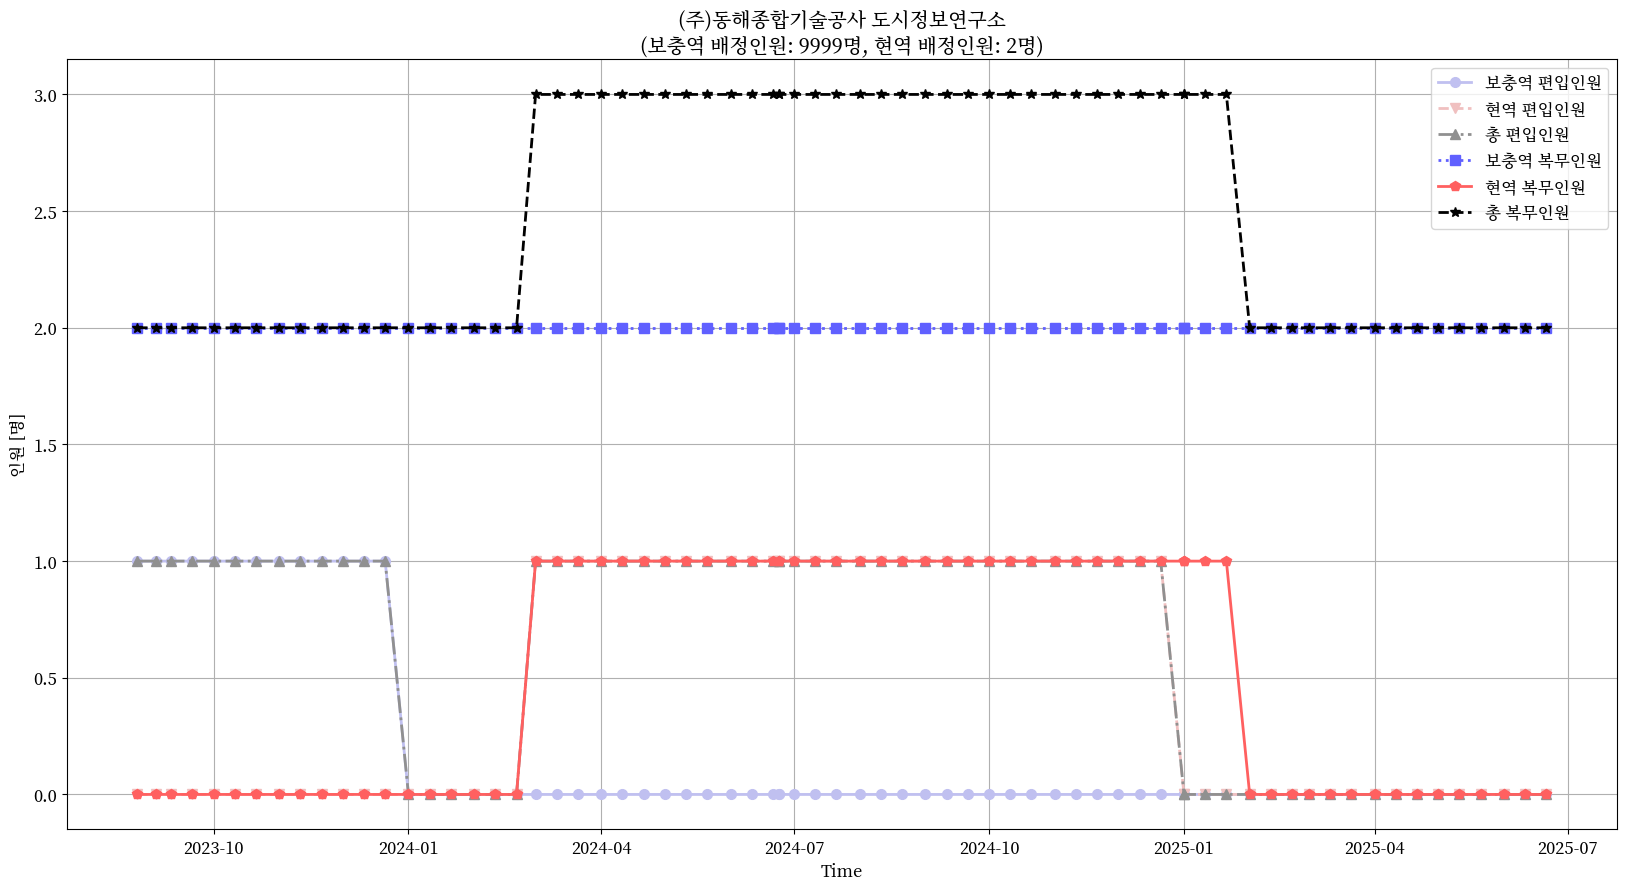 (주)동해종합기술공사 도시정보연구소
(보충역 배정인원: 9999명, 현역 배정인원: 2명)
보충역 편입인원
현역 편입인원
총 편입인원
보충역 복무인원
현역 복무인원
총 복무인원
인원 [명]
3.0
2.5
2.0
1.5
1.0
0.5
0.0
2023-10
2024-01
2024-04
2024-07
2024-10
2025-01
2025-04
2025-07
Time